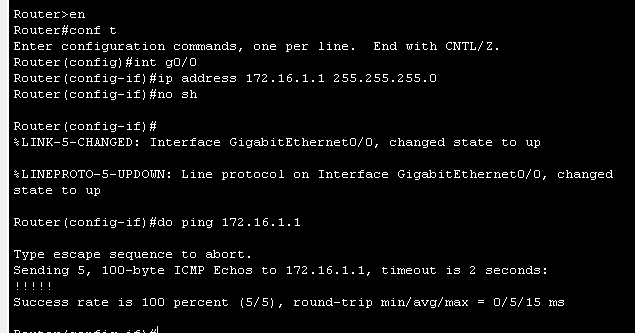 Router>en
Router#conf t
Enter configuration commands, one per line.  End with CNTL/Z.
Router(config)#int g0/0
Router(config-if)#ip address 172.16.1.1 255.255.255.0
Router(config-if)#no sh
Router(config-if)#
%LINK-5-CHANGED: Interface GigabitEthernet0/0, changed state to up
%LINEPROTO-5-UPDOWN: Line protocol on Interface GigabitEthernet0/0, changed
state to up
Router(config-if)#do ping 172.16.1.1
Type escape sequence to abort.
Sending 5, 100-byte ICMP Echos to 172.16.1.1, timeout is 2 seconds:
!!!!!
Success rate is 100 percent (5/5), round-trip min/avg/max = 0/5/15 ms
Router(config-if)#